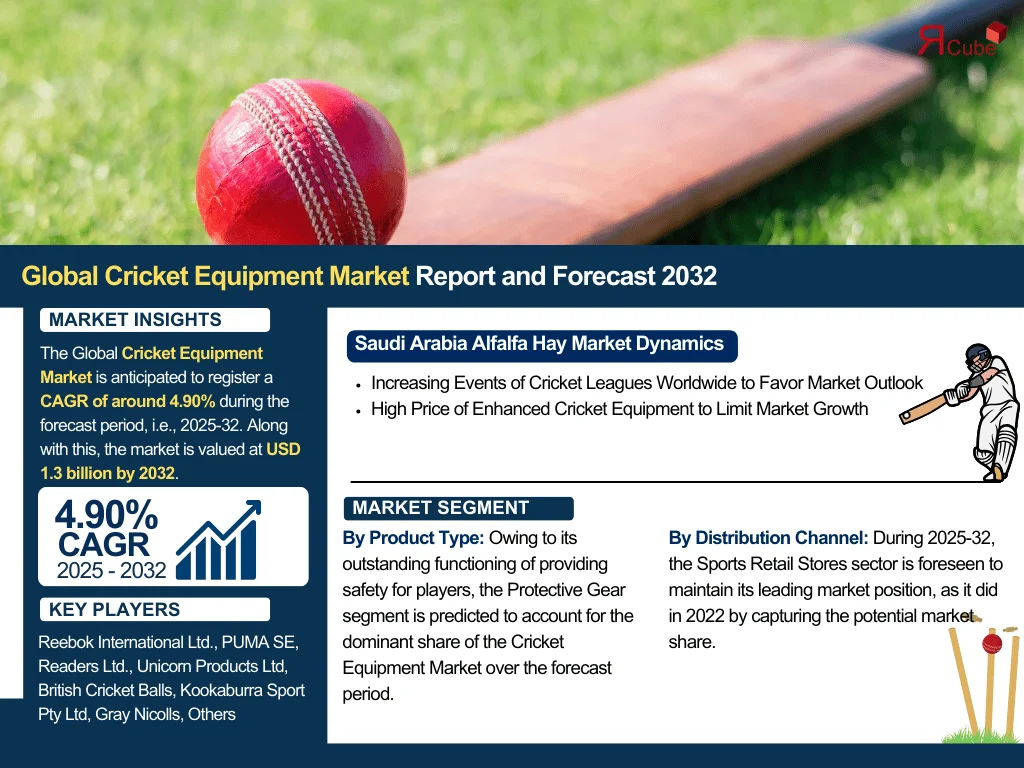 ЯCube
Global Cricket Equipment Market Report and Forecast 2032
MARKET INSIGHTS
The Global Cricket Equipment
Market is anticipated to register a
CAGR of around 4.90% during the
forecast period, i.e., 2025-32. Along
with this, the market is valued at USD
1.3 billion by 2032.
4.90%
CAGR
2025 - 2032
KEY PLAYERS
Reebok International Ltd., PUMA SE,
Readers Ltd., Unicorn Products Ltd,
British Cricket Balls, Kookaburra Sport
Pty Ltd, Gray Nicolls, Others
Saudi Arabia Alfalfa Hay Market Dynamics
• Increasing Events of Cricket Leagues Worldwide to Favor Market Outlook
• High Price of Enhanced Cricket Equipment to Limit Market Growth
MARKET SEGMENT
By Product Type: Owing to its
outstanding functioning of providing
safety for players, the Protective Gear
segment is predicted to account for the
dominant share of the Cricket
Equipment Market over the forecast
period.
By Distribution Channel: During 2025-32,
the Sports Retail Stores sector is foreseen to
maintain its leading market position, as it did
in 2022 by capturing the potential market
share.